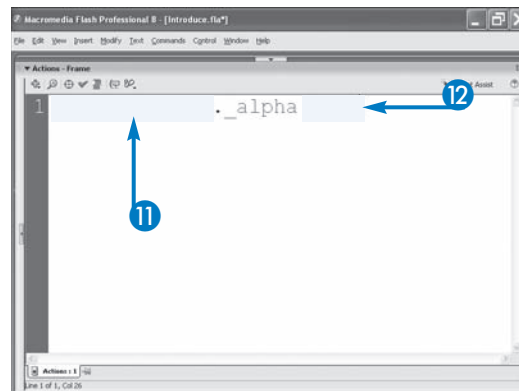 Macromedia Flash Professional 8 - [Introduce.fla*]
File Edit View Insert Modify Text Commands Control Window Help
Actions - Frame
Assist
1 ._alpha
12
11
Actions : 1
Line 1 of 1, Col 26